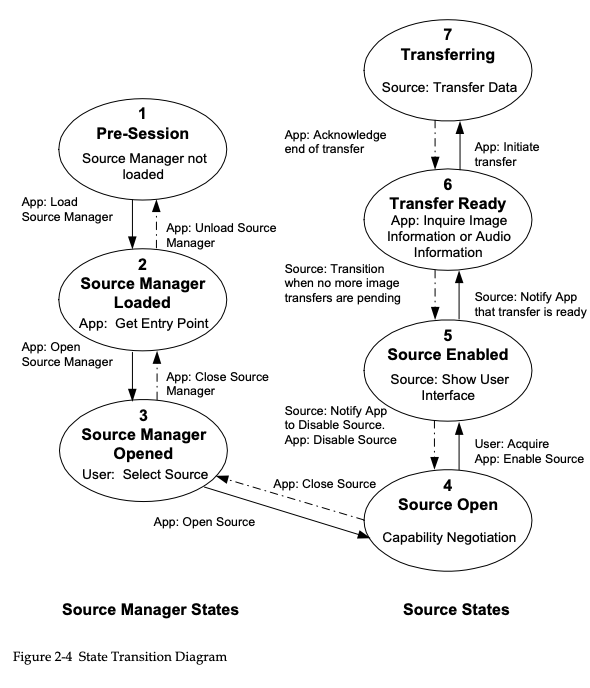 1
Pre-Session
Source Manager not
loaded
App: Load
Source Manager
App: Unload Source
Manager
2
Source Manager
Loaded
App: Get Entry Point
App: Open
Source Manager
App: Close Source
Manager
3
Source Manager
Opened
User: Select Source
App: Close Source
App: Open Source
7
Transferring
Source: Transfer Data
App: Acknowledge
end of transfer
App: Initiate
transfer
6
Transfer Ready
App: Inquire Image
Information or Audio
Information
Source: Transition
when no more image
transfers are pending
Source: Notify App
that transfer is ready
5
Source Enabled
Source: Show User
Interface
Source: Notify App
to Disable Source.
App: Disable Source
User: Acquire
App: Enable Source
4
Source Open
Capability Negotiation
Source Manager States
Source States
Figure 2-4 State Transition Diagram